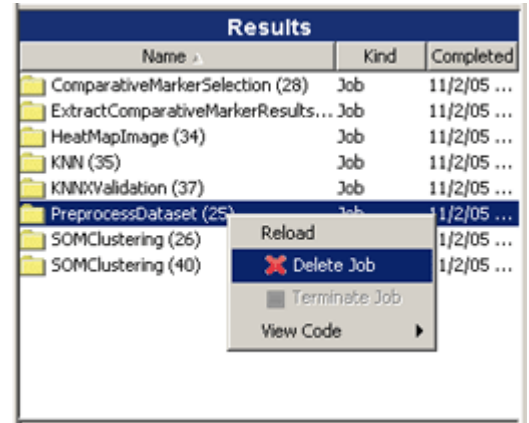 Results
Name Kind Completed
ComparativeMarkerSelection (28) Job 11/2/05 ...
ExtractComparativeMarkerResults... Job 11/2/05 ...
HeatMapImage (34) Job 11/2/05 ...
KNN (35) Job 11/2/05 ...
KNNXValidation (37) Job 11/2/05 ...
PreprocessDataset (25) Job 11/2/05 ...
SOMClustering (26) 1/2/05 ...
SOMClustering (40) 1/2/05 ...
Reload
Delete Job
Terminate Job
View Code